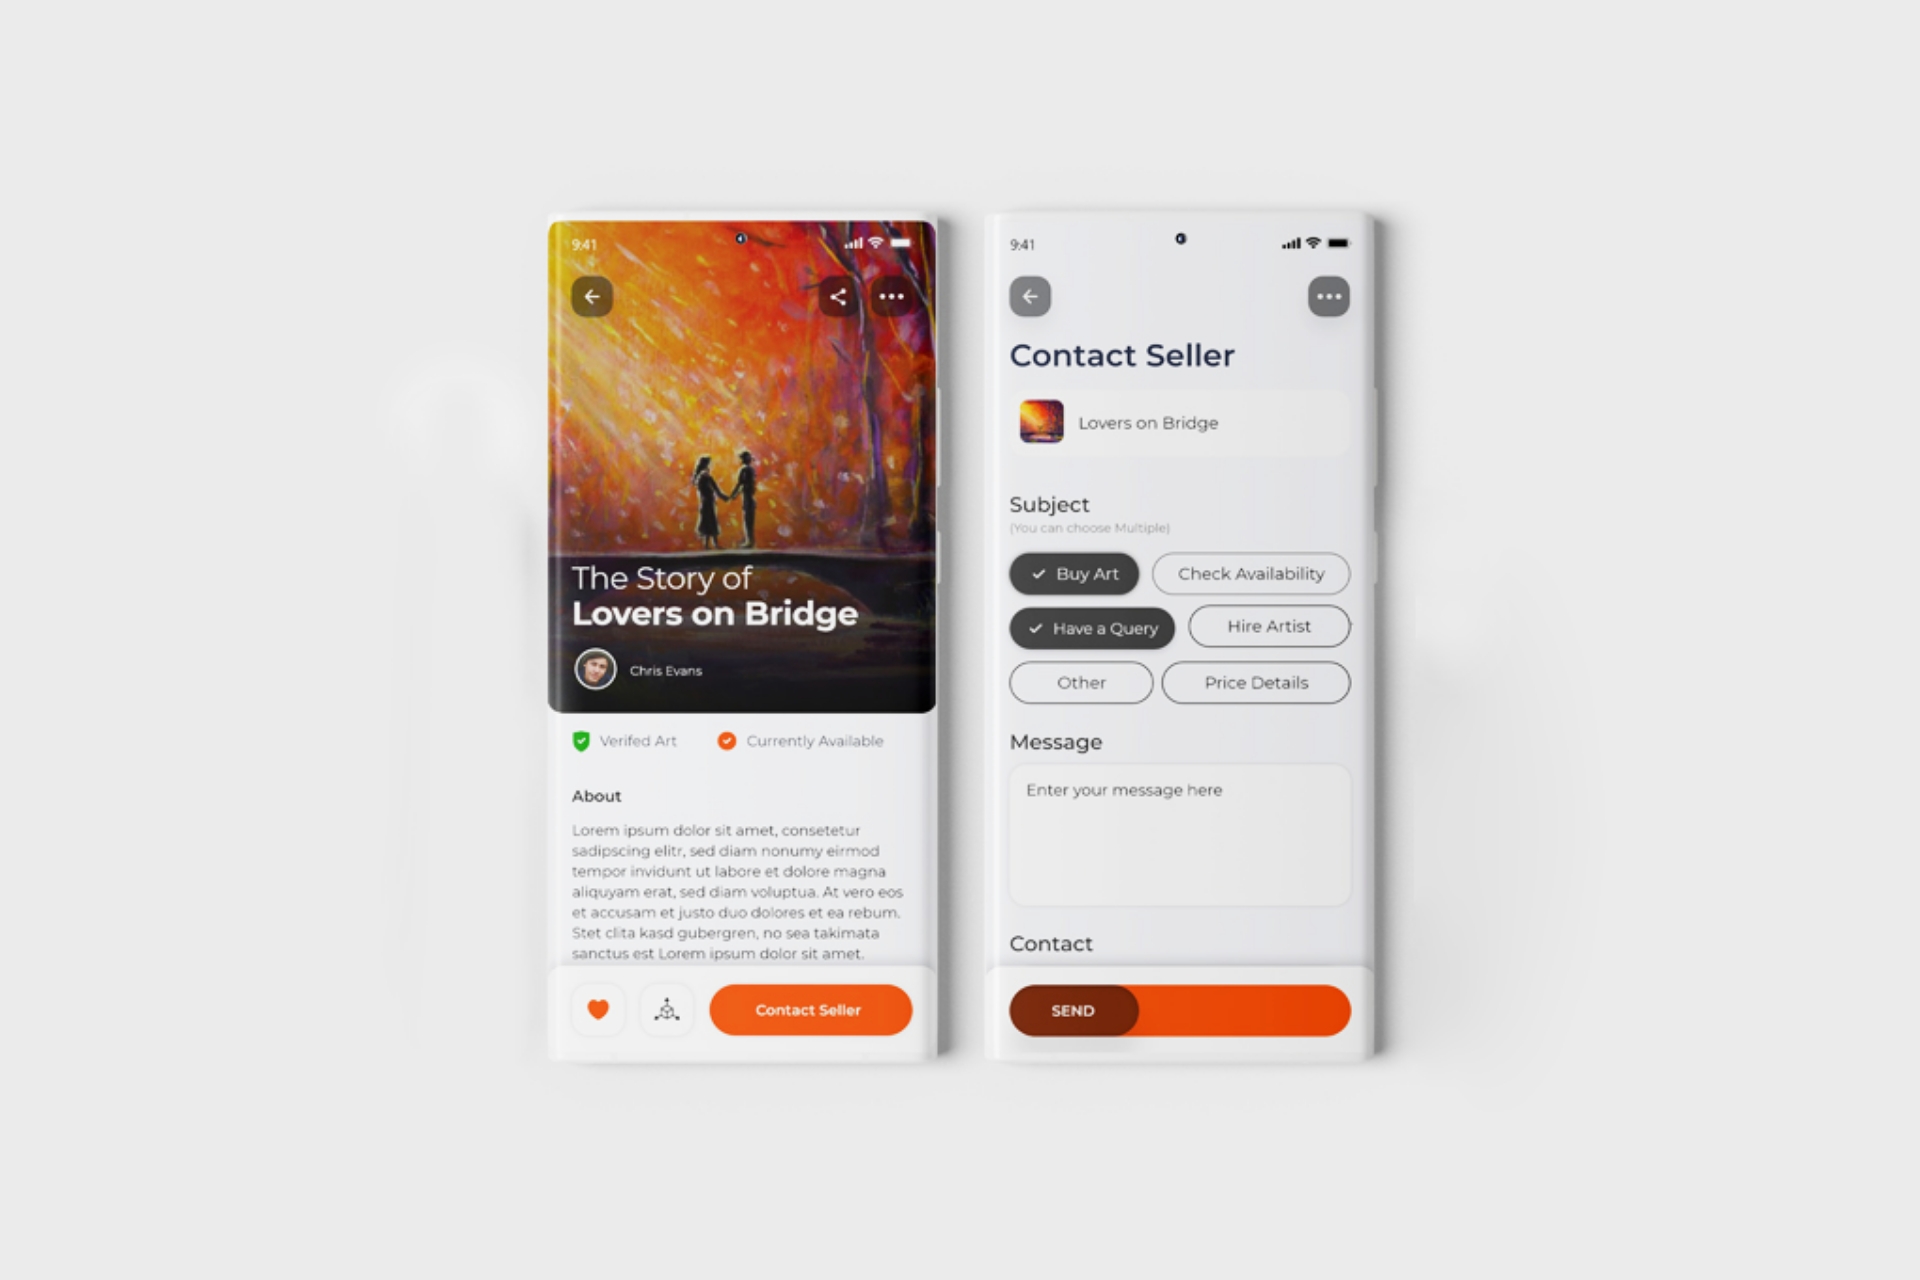 9:41
The Story of
Lovers on Bridge
Chris Evans
Verifed Art
Currently Available
About
Lorem ipsum dolor sit amet, consetetur
sadipscing elitr, sed diam nonumy eirmod
tempor invidunt ut labore et dolore magna
aliquyam erat, sed diam voluptua. At vero eos
et accusam et justo duo dolores et ea rebum.
Stet clita kasd gubergren, no sea takimata
sanctus est Lorem ipsum dolor sit amet.
Contact Seller
9:41
Contact Seller
Lovers on Bridge
Subject
(You can choose Multiple)
Buy Art
Check Availability
Have a Query
Hire Artist
Other
Price Details
Message
Enter your message here
Contact
SEND